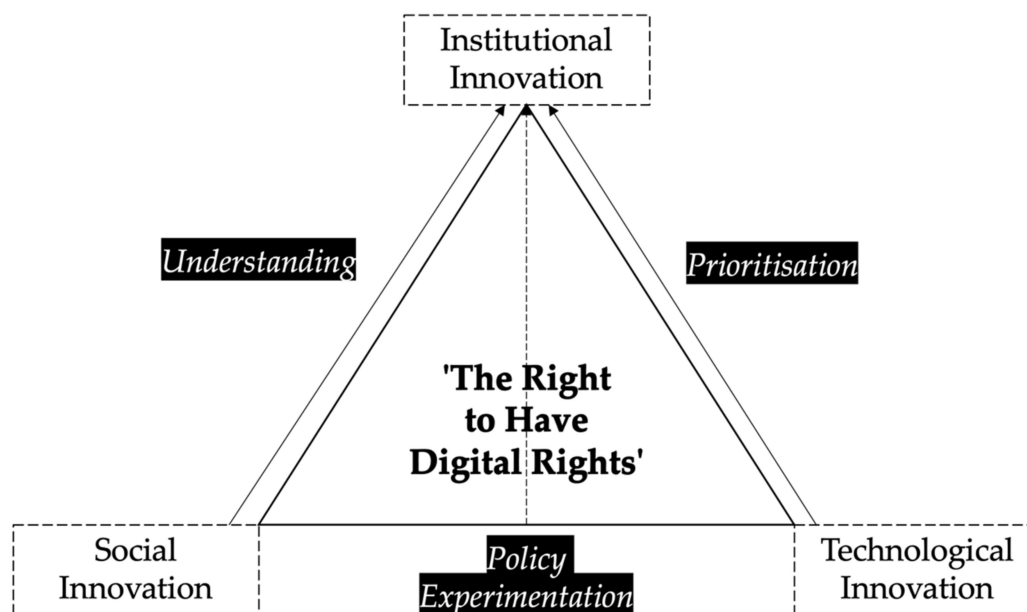 Institutional
Innovation
Understanding
Prioritisation
'The Right
to Have
Digital Rights'
Social
Innovation
Policy
Experimentation
Technological
Innovation